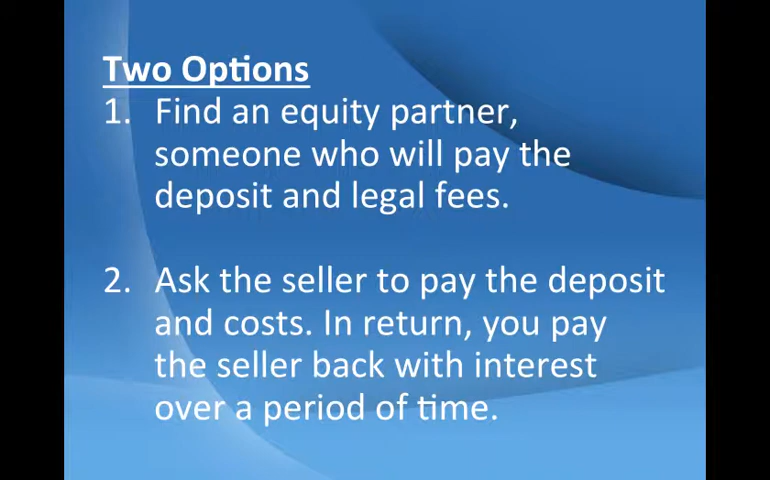 Two Options
1. Find an equity partner,
someone who will pay the
deposit and legal fees.
2. Ask the seller to pay the deposit
and costs. In return, you pay
the seller back with interest
over a period of time.